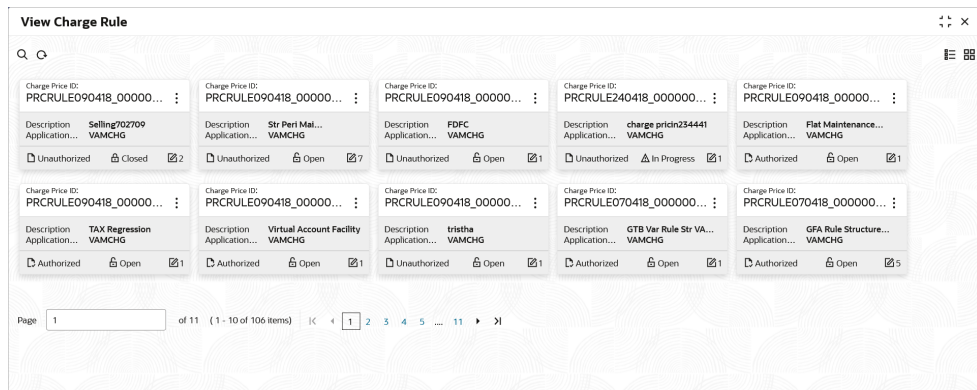 View Charge Rule
Charge Price ID: Charge Price ID: Charge Price ID: Charge Price ID: Charge Price ID:
PRCRULE090418_00000... PRCRULE090418_00000... PRCRULE090418_00000... PRCRULE240418_000000... PRCRULE090418_00000...
Description Selling702709 Description Str Peri Mai... Description FDFC Description charge pricin234441 Description Flat Maintenance...
Application... VAMCHG Application... VAMCHG Application... VAMCHG Application... VAMCHG Application... VAMCHG
Unauthorized Closed 2 Unauthorized Open 7 Unauthorized Open 1 Unauthorized In Progress 1 Authorized Open 1
Charge Price ID: Charge Price ID: Charge Price ID: Charge Price ID: Charge Price ID:
PRCRULE090418_00000... PRCRULE090418_00000... PRCRULE090418_00000... PRCRULE070418_000000... PRCRULE070418_000000...
Description TAX Regression Description Virtual Account Facility Description tristha Description GTB Var Rule Str VA... Description GFA Rule Structure...
Application... VAMCHG Application... VAMCHG Application... VAMCHG Application... VAMCHG Application... VAMCHG
Authorized Open 1 Authorized Open 1 Unauthorized Open 1 Authorized Open 1 Authorized Open 5
Page 1 of 11 ( 1 - 10 of 106 items) 1 2 3 4 5 .... 11